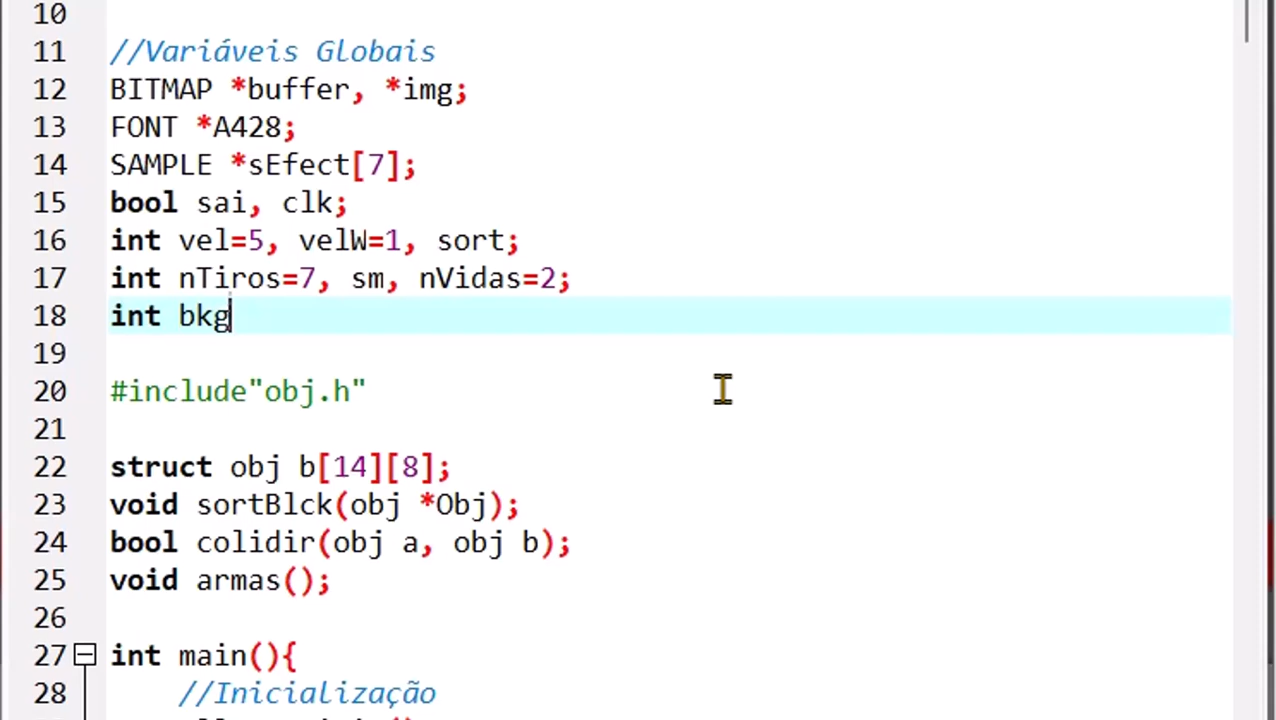 10
11 //Variáveis Globais
12 BITMAP *buffer, *img;
13 FONT *A428;
14 SAMPLE *sEfect[7];
15 bool sai, clk;
16 int vel=5, velW=1, sort;
17 int nTiros=7, sm, nVidas=2;
18 int bkg
19
20 #include"obj.h"
21
22 struct obj b[14][8];
23 void sortBlck(obj *Obj);
24 bool colidir(obj a, obj b);
25 void armas();
26
27 int main(){
28 //Inicialização